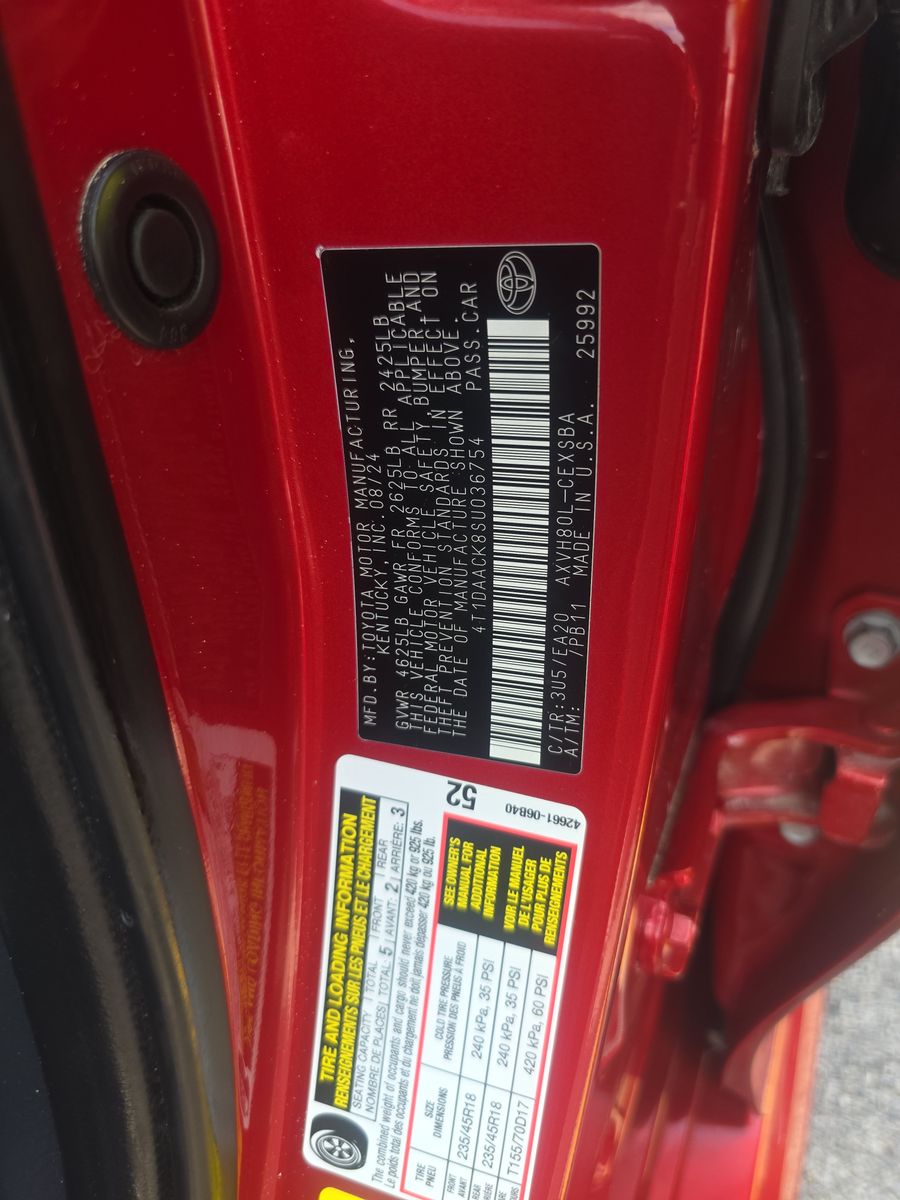 MFD.BY:TOYOTA MOTOR MANUFACTURING,
KENTUCKY, INC. 08/24
GVWR 4625LB GAWR FR 2625LB RR 2425LB
THIS VEHICLE CONFORMS TO ALL APPLICABLE
FEDERAL MOTOR VEHICLE SAFETY, BUMPER AND
THEFT PREVENTION STANDARDS IN EFFECT ON
THE DATE OF MANUFACTURE SHOWN ABOVE.
4T1DAACK8SU036754 PASS.CAR
C/TR:3U5/EA20 AXVH80L-CEXSBA
A/TM: /PB11 MADE IN U.S.A. 25992
TIRE AND LOADING INFORMATION
RENSEIGNEMENTS SUR LES PNEUS ET LE CHARGEMENT
SEATING CAPACITY TOTAL FRONT REAR
NOMBRE DE PLACES TOTAL: 5 AVANT: 2 ARRIÈRE: 3
The combined weight of occupants and cargo should never exceed 420 kg or 925 lbs.
Le poids total des occupants et du chargement ne doit jamais dépasser 420 kg ou 925 lb.
TIRE SIZE COLD TIRE PRESSURE
PNEU DIMENSIONS PRESSION DES PNEUS À FROID
FRONT 235/45R18 240 kPa, 35 PSI
AVANT
REAR 235/45R18 240 kPa, 35 PSI
T155/70D17 420 kPa, 60 PSI
SEE OWNER'S
MANUAL FOR
ADDITIONAL
INFORMATION
VOIR LE MANUEL
DE L'USAGER
POUR PLUS DE
RENSEIGNEMENTS
52
42661-06B40